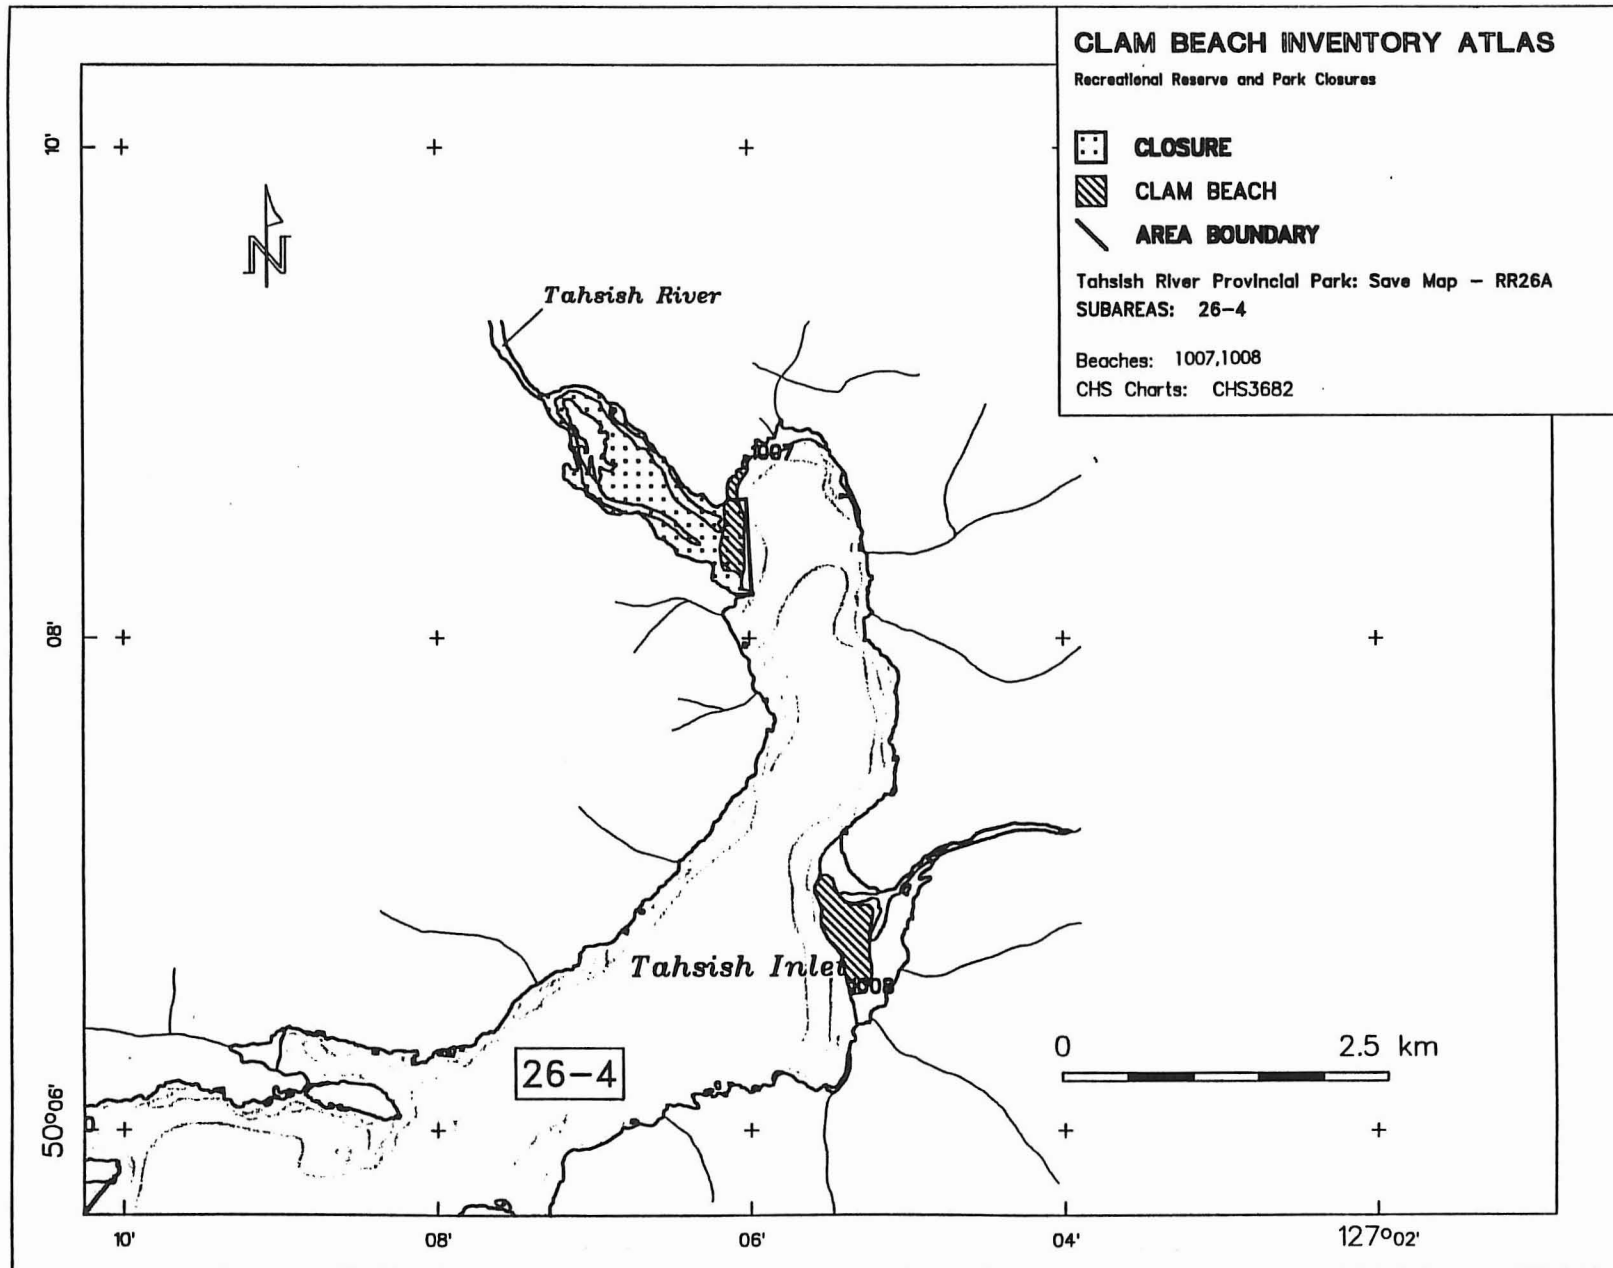 CLAM BEACH INVENTORY ATLAS
Recreational Reserve and Park Closures
CLOSURE
CLAM BEACH
AREA BOUNDARY
Tahsish River Provincial Park: Save Map - RR26A
SUBAREAS: 26-4
Beaches: 1007,1008
CHS Charts: CHS3682
10'
N
Tahsish River
1007
08'
Tahsish Inlet
1008
0 2.5 km
26-4
50°06'
10' 08' 06' 04' 127°02'